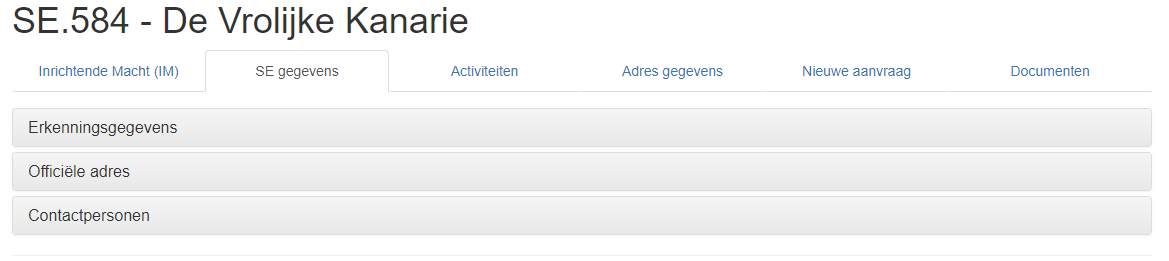 SE.584 - De Vrolijke Kanarie
Inrichtende Macht (IM) SE gegevens Activiteiten Adres gegevens Nieuwe aanvraag Documenten
Erkenningsgegevens
Officiële adres
Contactpersonen